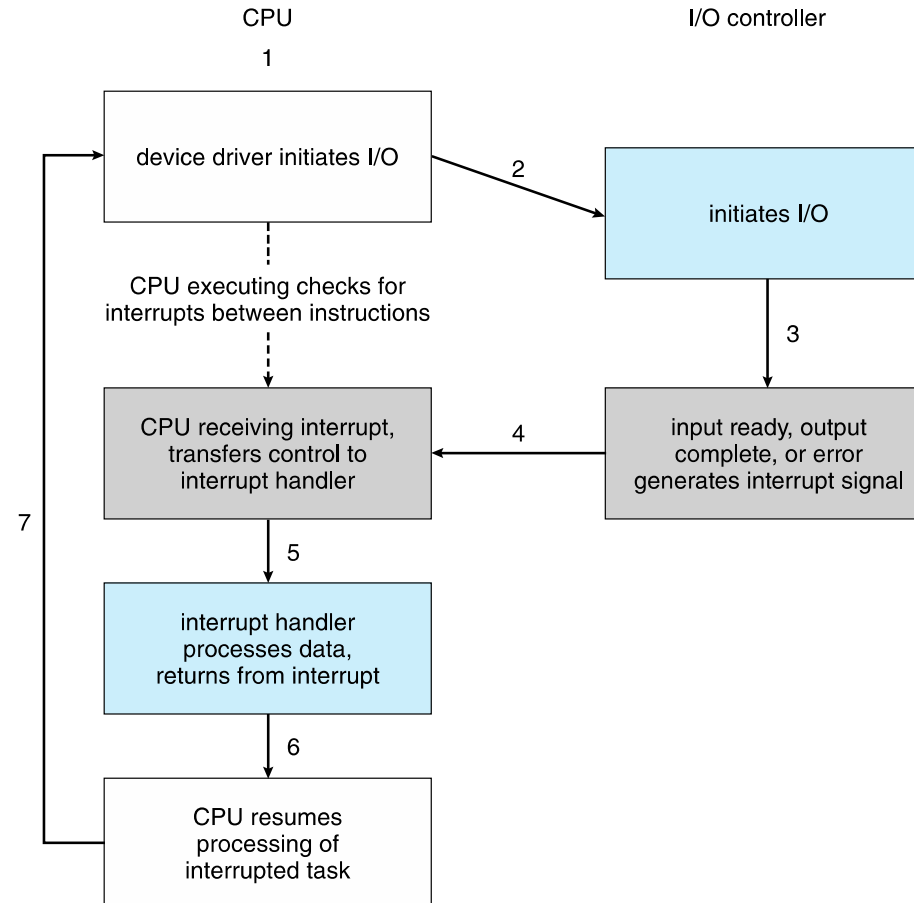 CPU
I/O controller
1
device driver initiates I/O
2
initiates I/O
CPU executing checks for
interrupts between instructions
3
CPU receiving interrupt,
transfers control to
interrupt handler
4
input ready, output
complete, or error
generates interrupt signal
7
5
interrupt handler
processes data,
returns from interrupt
6
CPU resumes
processing of
interrupted task